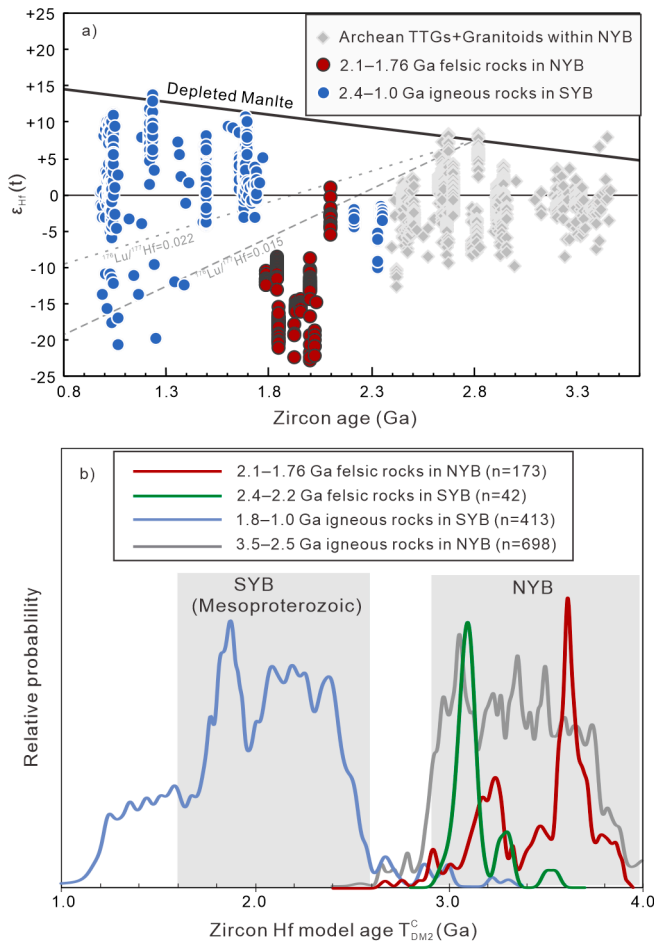 a)
Archean TTGs+Granitoids within NYB
2.1–1.76 Ga felsic rocks in NYB
2.4–1.0 Ga igneous rocks in SYB
+25
+20
+15
+10
+5
0
-5
-10
-15
-20
-25
εHf(t)
Depleted Manlte
¹⁷⁶Lu/¹⁷⁷Hf=0.022
¹⁷⁶Lu/¹⁷⁷Hf=0.015
0.8 1.3 1.8 2.3 2.8 3.3
Zircon age (Ga)
b)
2.1–1.76 Ga felsic rocks in NYB (n=173)
2.4–2.2 Ga felsic rocks in SYB (n=42)
1.8–1.0 Ga igneous rocks in SYB (n=413)
3.5–2.5 Ga igneous rocks in NYB (n=698)
SYB
(Mesoproterozoic)
NYB
Relative probablility
1.0 2.0 3.0 4.0
Zircon Hf model age T^C_DM2 (Ga)